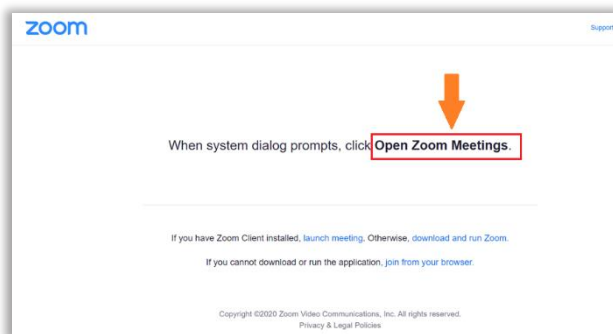 zoom
Support
When system dialog prompts, click Open Zoom Meetings.
If you have Zoom Client installed, launch meeting. Otherwise, download and run Zoom.
If you cannot download or run the application, join from your browser.
Copyright ©2020 Zoom Video Communications, Inc. All rights reserved.
Privacy & Legal Policies